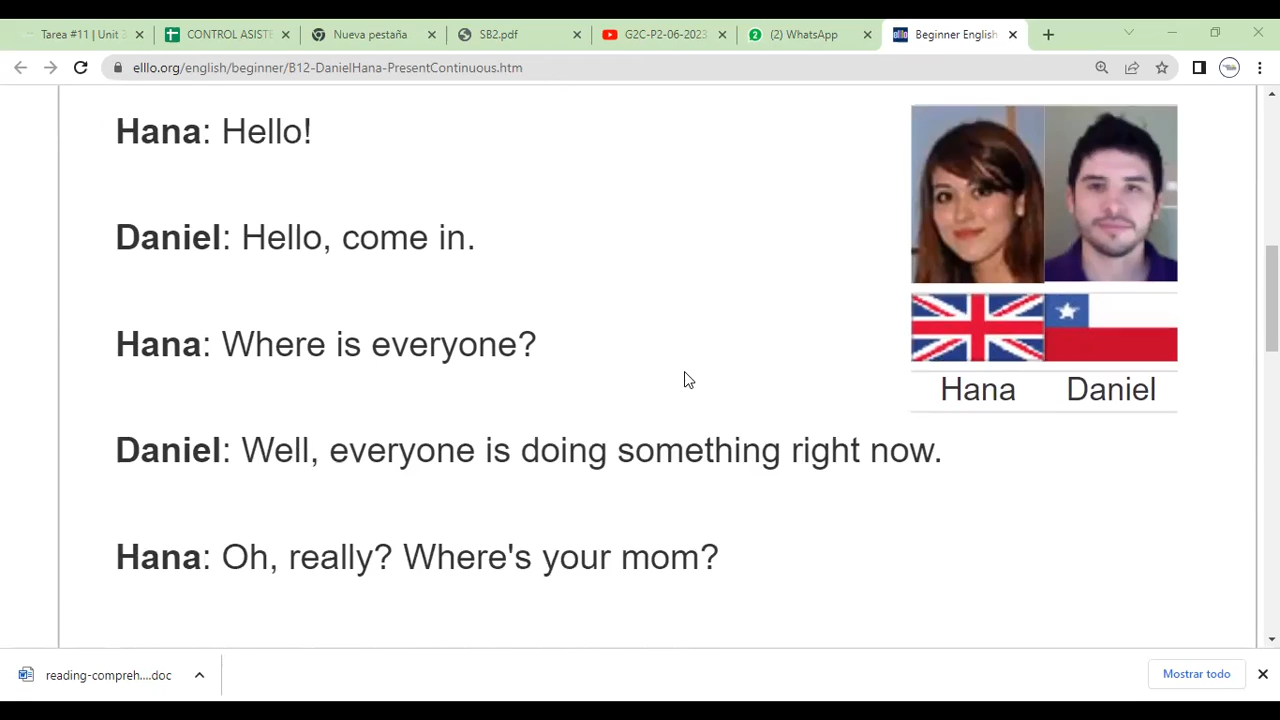 Tarea #11 | Unit
CONTROL ASISTE
Nueva pestaña
SB2.pdf
G2C-P2-06-2023
(2) WhatsApp
Beginner English
elllo.org/english/beginner/B12-DanielHana-PresentContinuous.htm
Hana: Hello!
Daniel: Hello, come in.
Hana: Where is everyone?
Daniel: Well, everyone is doing something right now.
Hana: Oh, really? Where's your mom?
Hana Daniel
reading-compreh....doc
Mostrar todo